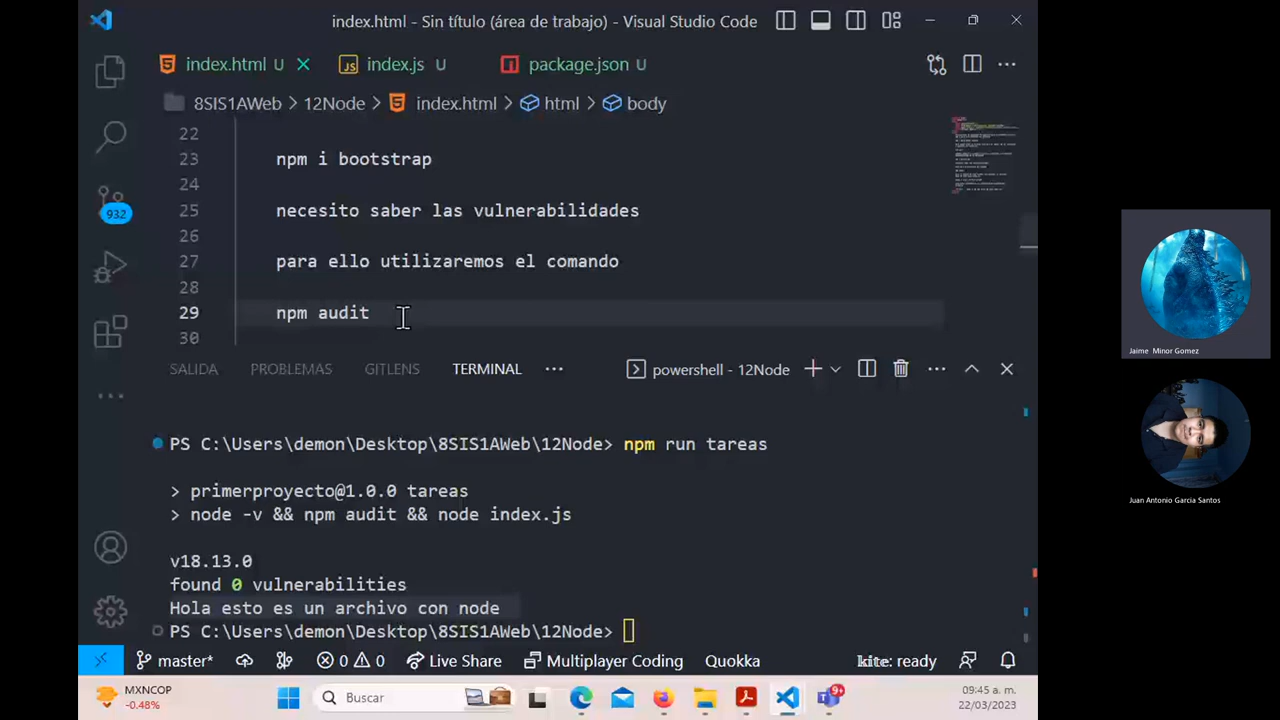 index.html - Sin título (área de trabajo) - Visual Studio Code
index.html U
index.js U
package.json U
8SIS1AWeb > 12Node > index.html > html > body
22
23 npm i bootstrap
24
25 necesito saber las vulnerabilidades
26
27 para ello utilizaremos el comando
28
29 npm audit
30
932
SALIDA PROBLEMAS GITLENS TERMINAL ··· powershell - 12Node
PS C:\Users\demon\Desktop\8SIS1AWeb\12Node> npm run tareas
> primerproyecto@1.0.0 tareas
> node -v && npm audit && node index.js
v18.13.0
found 0 vulnerabilities
Hola esto es un archivo con node
PS C:\Users\demon\Desktop\8SIS1AWeb\12Node>
master* 0 0 Live Share Multiplayer Coding Quokka kite: ready
MXNCOP
-0.48%
Buscar
9+
09:45 a. m.
22/03/2023
Jaime Minor Gomez
Juan Antonio Garcia Santos